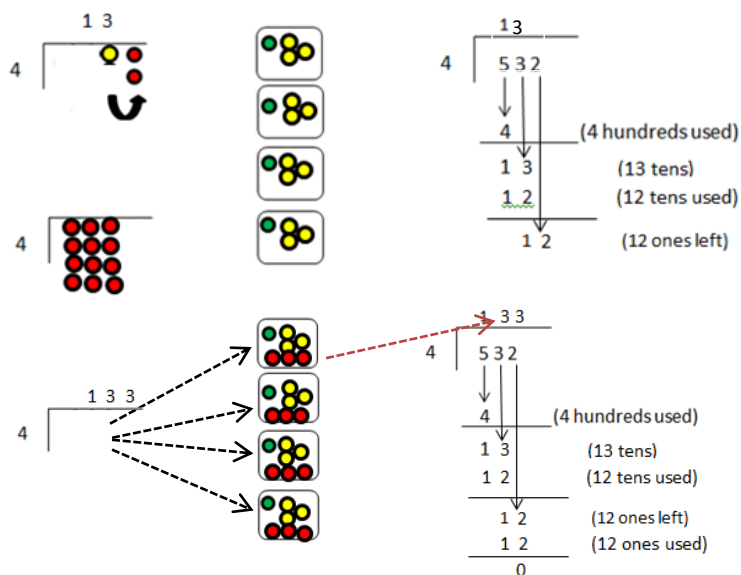 1 3
4
4
1 3 3
4
1 3
4
5 3 2
4 (4 hundreds used)
1 3 (13 tens)
1 2 (12 tens used)
1 2 (12 ones left)
1 3 3
4
5 3 2
4 (4 hundreds used)
1 3 (13 tens)
1 2 (12 tens used)
1 2 (12 ones left)
1 2 (12 ones used)
0